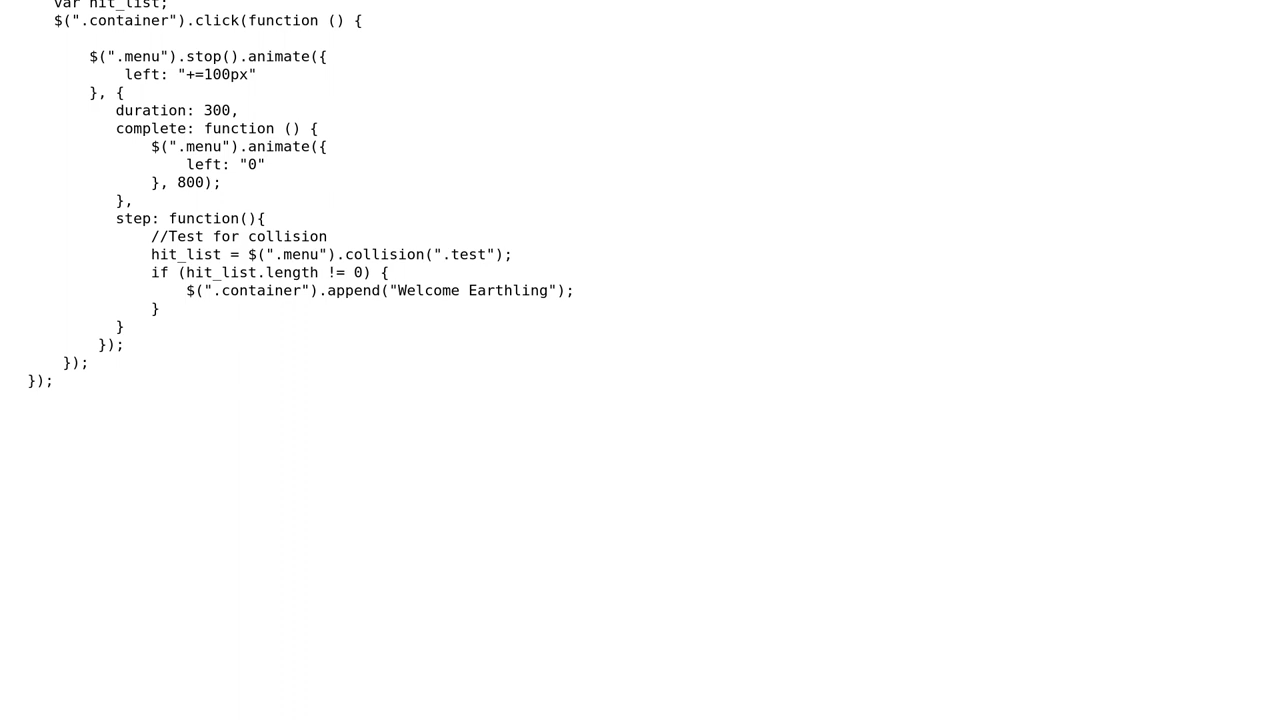 var hit_list;
$(".container").click(function () {
$(".menu").stop().animate({
left: "+=100px"
}, {
duration: 300,
complete: function () {
$(".menu").animate({
left: "0"
}, 800);
},
step: function(){
//Test for collision
hit_list = $(".menu").collision(".test");
if (hit_list.length != 0) {
$(".container").append("Welcome Earthling");
}
}
});
});
});